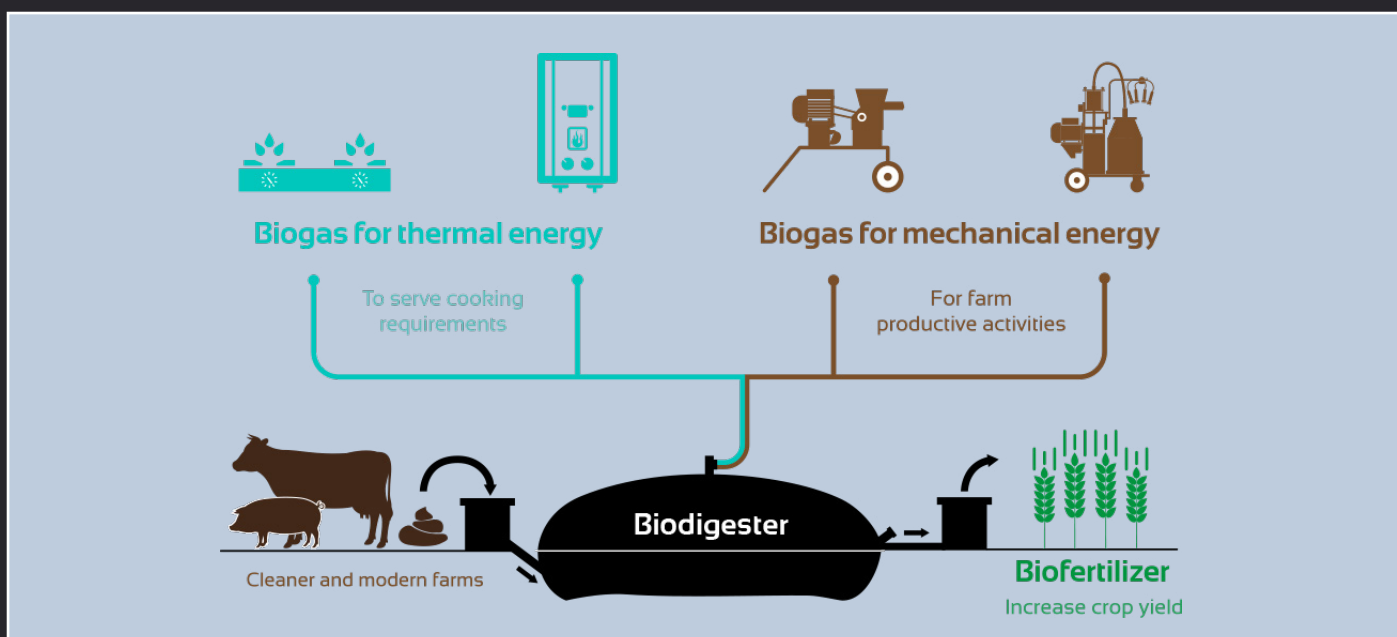 Biogas for thermal energy
To serve cooking
requirements
Biogas for mechanical energy
For farm
productive activities
Biodigester
Cleaner and modern farms
Biofertilizer
Increase crop yield